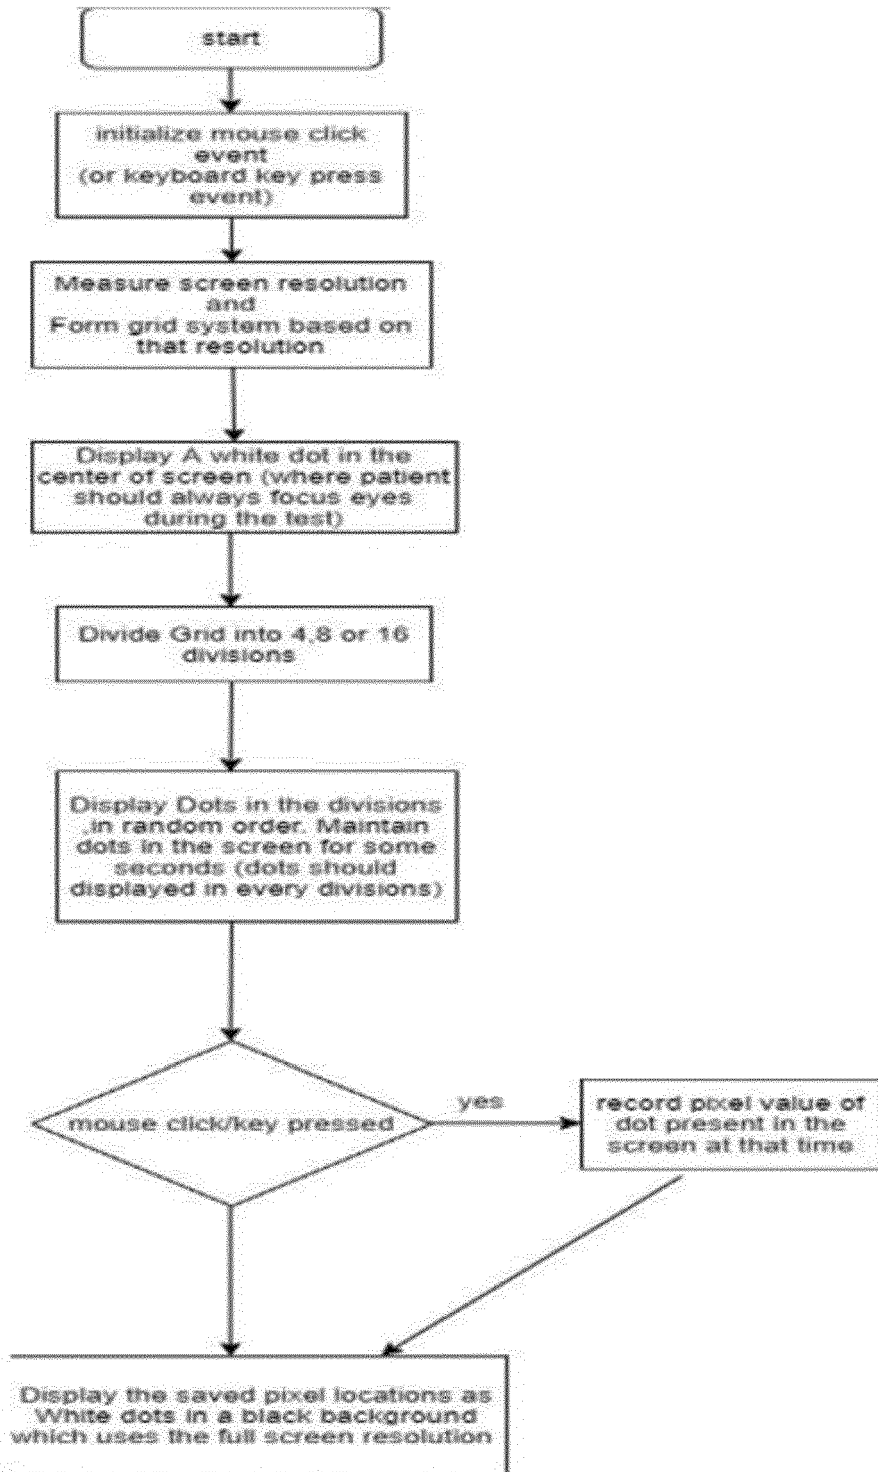 start
initialize mouse click
event
(or keyboard key press
event)
Measure screen resolution
and
Form grid system based on
that resolution
Display A white dot in the
center of screen (where patient
should always focus eyes
during the test)
Divide Grid into 4,8 or 16
divisions
Display Dots in the divisions
,in random order. Maintain
dots in the screen for some
seconds (dots should
displayed in every divisions)
mouse click/key pressed
yes
record pixel value of
dot present in the
screen at that time
Display the saved pixel locations as
White dots in a black background
which uses the full screen resolution